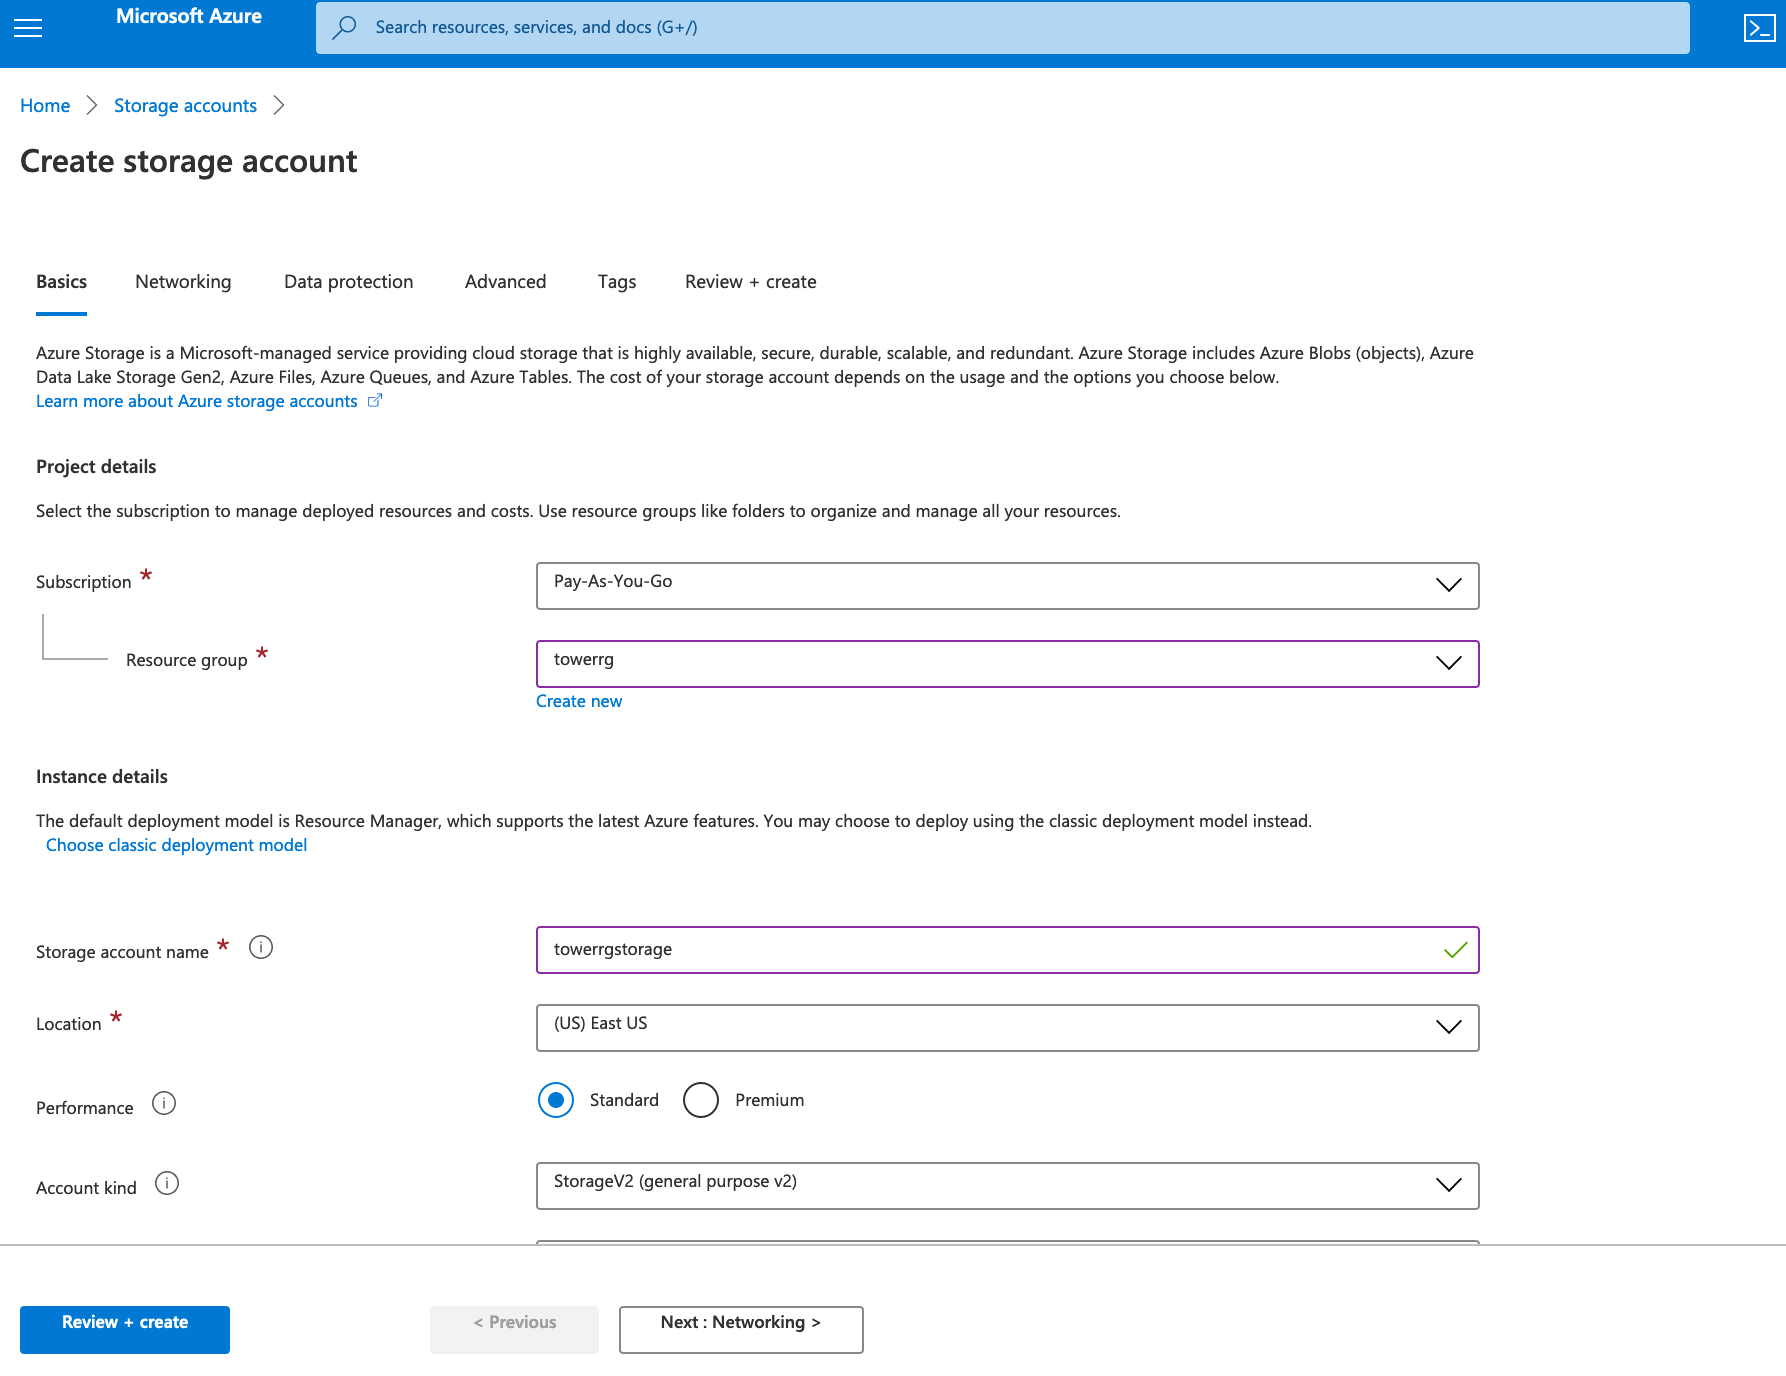 Microsoft Azure
Search resources, services, and docs (G+/)
Home
Storage accounts
Create storage account
Basics
Networking
Data protection
Advanced
Tags
Review + create
Azure Storage is a Microsoft-managed service providing cloud storage that is highly available, secure, durable, scalable, and redundant. Azure Storage includes Azure Blobs (objects), Azure
Data Lake Storage Gen2, Azure Files, Azure Queues, and Azure Tables. The cost of your storage account depends on the usage and the options you choose below.
Learn more about Azure storage accounts
Project details
Select the subscription to manage deployed resources and costs. Use resource groups like folders to organize and manage all your resources.
Subscription *
Pay-As-You-Go
Resource group *
towerrg
Create new
Instance details
The default deployment model is Resource Manager, which supports the latest Azure features. You may choose to deploy using the classic deployment model instead.
Choose classic deployment model
Storage account name *
towerrgstorage
Location *
(US) East US
Performance
Standard
Premium
Account kind
StorageV2 (general purpose v2)
Review + create
< Previous
Next : Networking >